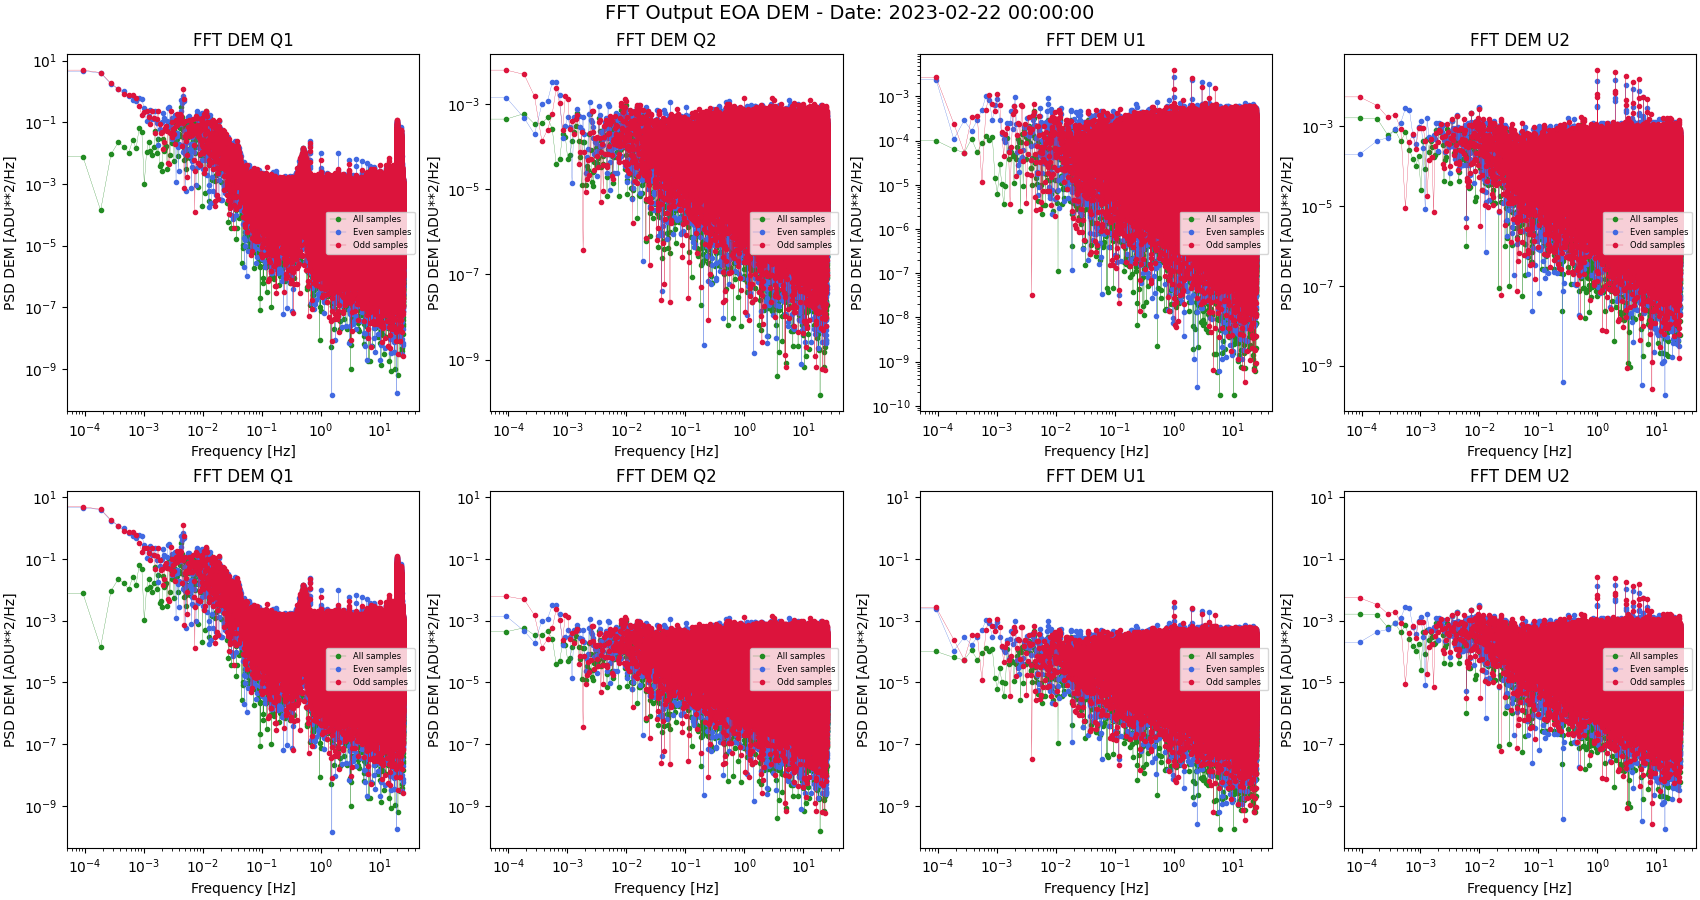 FFT Output EOA DEM - Date: 2023-02-22 00:00:00
FFT DEM Q1
PSD DEM [ADU**2/Hz]
10^1
10^-1
10^-3
10^-5
10^-7
10^-9
All samples
Even samples
Odd samples
10^-4 10^-3 10^-2 10^-1 10^0 10^1
Frequency [Hz]
FFT DEM Q2
PSD DEM [ADU**2/Hz]
10^-3
10^-5
10^-7
10^-9
All samples
Even samples
Odd samples
10^-4 10^-3 10^-2 10^-1 10^0 10^1
Frequency [Hz]
FFT DEM U1
PSD DEM [ADU**2/Hz]
10^-3
10^-4
10^-5
10^-6
10^-7
10^-8
10^-9
10^-10
All samples
Even samples
Odd samples
10^-4 10^-3 10^-2 10^-1 10^0 10^1
Frequency [Hz]
FFT DEM U2
PSD DEM [ADU**2/Hz]
10^-3
10^-5
10^-7
10^-9
All samples
Even samples
Odd samples
10^-4 10^-3 10^-2 10^-1 10^0 10^1
Frequency [Hz]
FFT DEM Q1
PSD DEM [ADU**2/Hz]
10^1
10^-1
10^-3
10^-5
10^-7
10^-9
All samples
Even samples
Odd samples
10^-4 10^-3 10^-2 10^-1 10^0 10^1
Frequency [Hz]
FFT DEM Q2
PSD DEM [ADU**2/Hz]
10^1
10^-1
10^-3
10^-5
10^-7
10^-9
All samples
Even samples
Odd samples
10^-4 10^-3 10^-2 10^-1 10^0 10^1
Frequency [Hz]
FFT DEM U1
PSD DEM [ADU**2/Hz]
10^1
10^-1
10^-3
10^-5
10^-7
10^-9
All samples
Even samples
Odd samples
10^-4 10^-3 10^-2 10^-1 10^0 10^1
Frequency [Hz]
FFT DEM U2
PSD DEM [ADU**2/Hz]
10^1
10^-1
10^-3
10^-5
10^-7
10^-9
All samples
Even samples
Odd samples
10^-4 10^-3 10^-2 10^-1 10^0 10^1
Frequency [Hz]